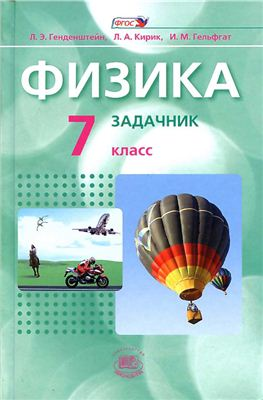 ФГОС
Л. Э. Генденштейн, Л. А. Кирик, И. М. Гельфгат
ФИЗИКА
7
ЗАДАЧНИК
класс